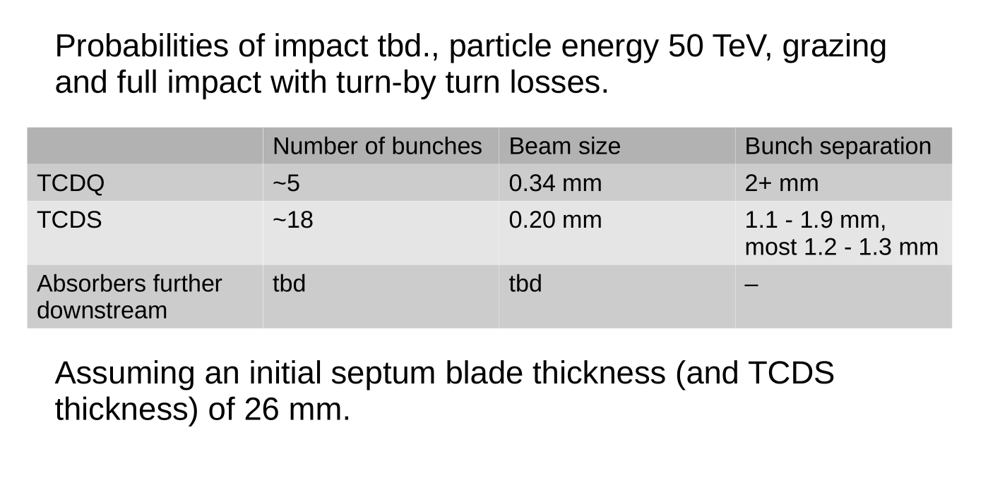 Probabilities of impact tbd., particle energy 50 TeV, grazing
and full impact with turn-by turn losses.
Number of bunches Beam size Bunch separation
TCDQ ~5 0.34 mm 2+ mm
TCDS ~18 0.20 mm 1.1 - 1.9 mm,
most 1.2 - 1.3 mm
Absorbers further tbd tbd –
downstream
Assuming an initial septum blade thickness (and TCDS
thickness) of 26 mm.